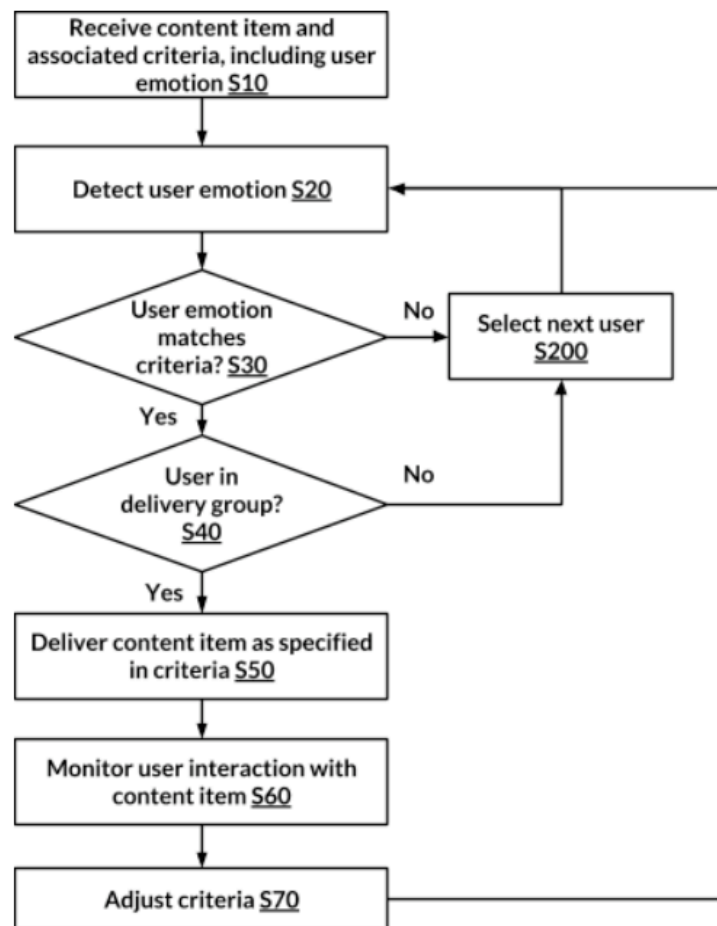 Receive content item and
associated criteria, including user
emotion S10
Detect user emotion S20
User emotion
matches
criteria? S30
No
Select next user
S200
Yes
User in
delivery group?
S40
No
Yes
Deliver content item as specified
in criteria S50
Monitor user interaction with
content item S60
Adjust criteria S70